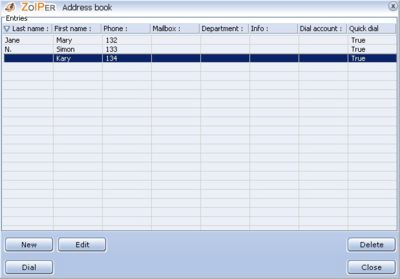 ZoIPer Address book
Entries
Last name : First name : Phone : Mailbox : Department : Info : Dial account : Quick dial
Jane Mary 132 True
N. Simon 133 True
Kary 134 True
New Edit Delete
Dial Close